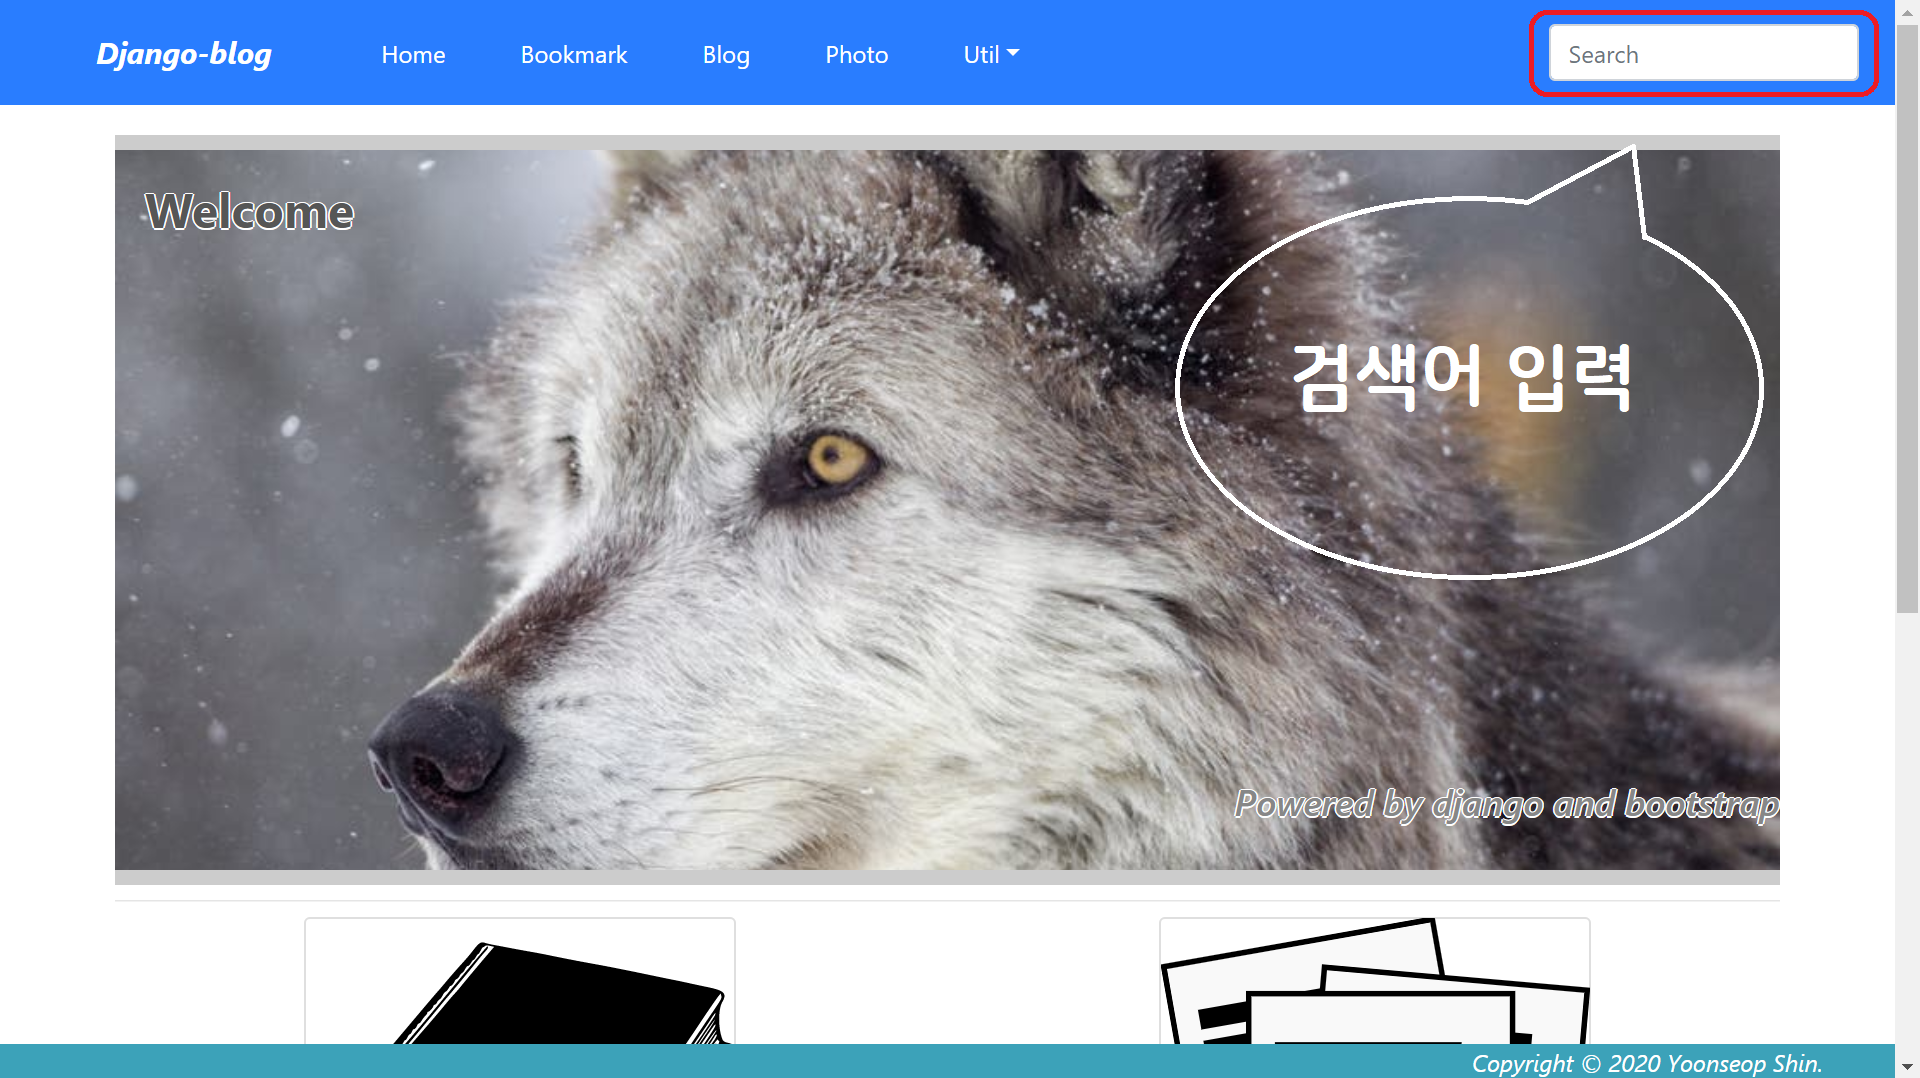 Django-blog Home Bookmark Blog Photo Util Search
Welcome
검색어 입력
Powered by django and bootstrap
Copyright © 2020 Yoonseop Shin.